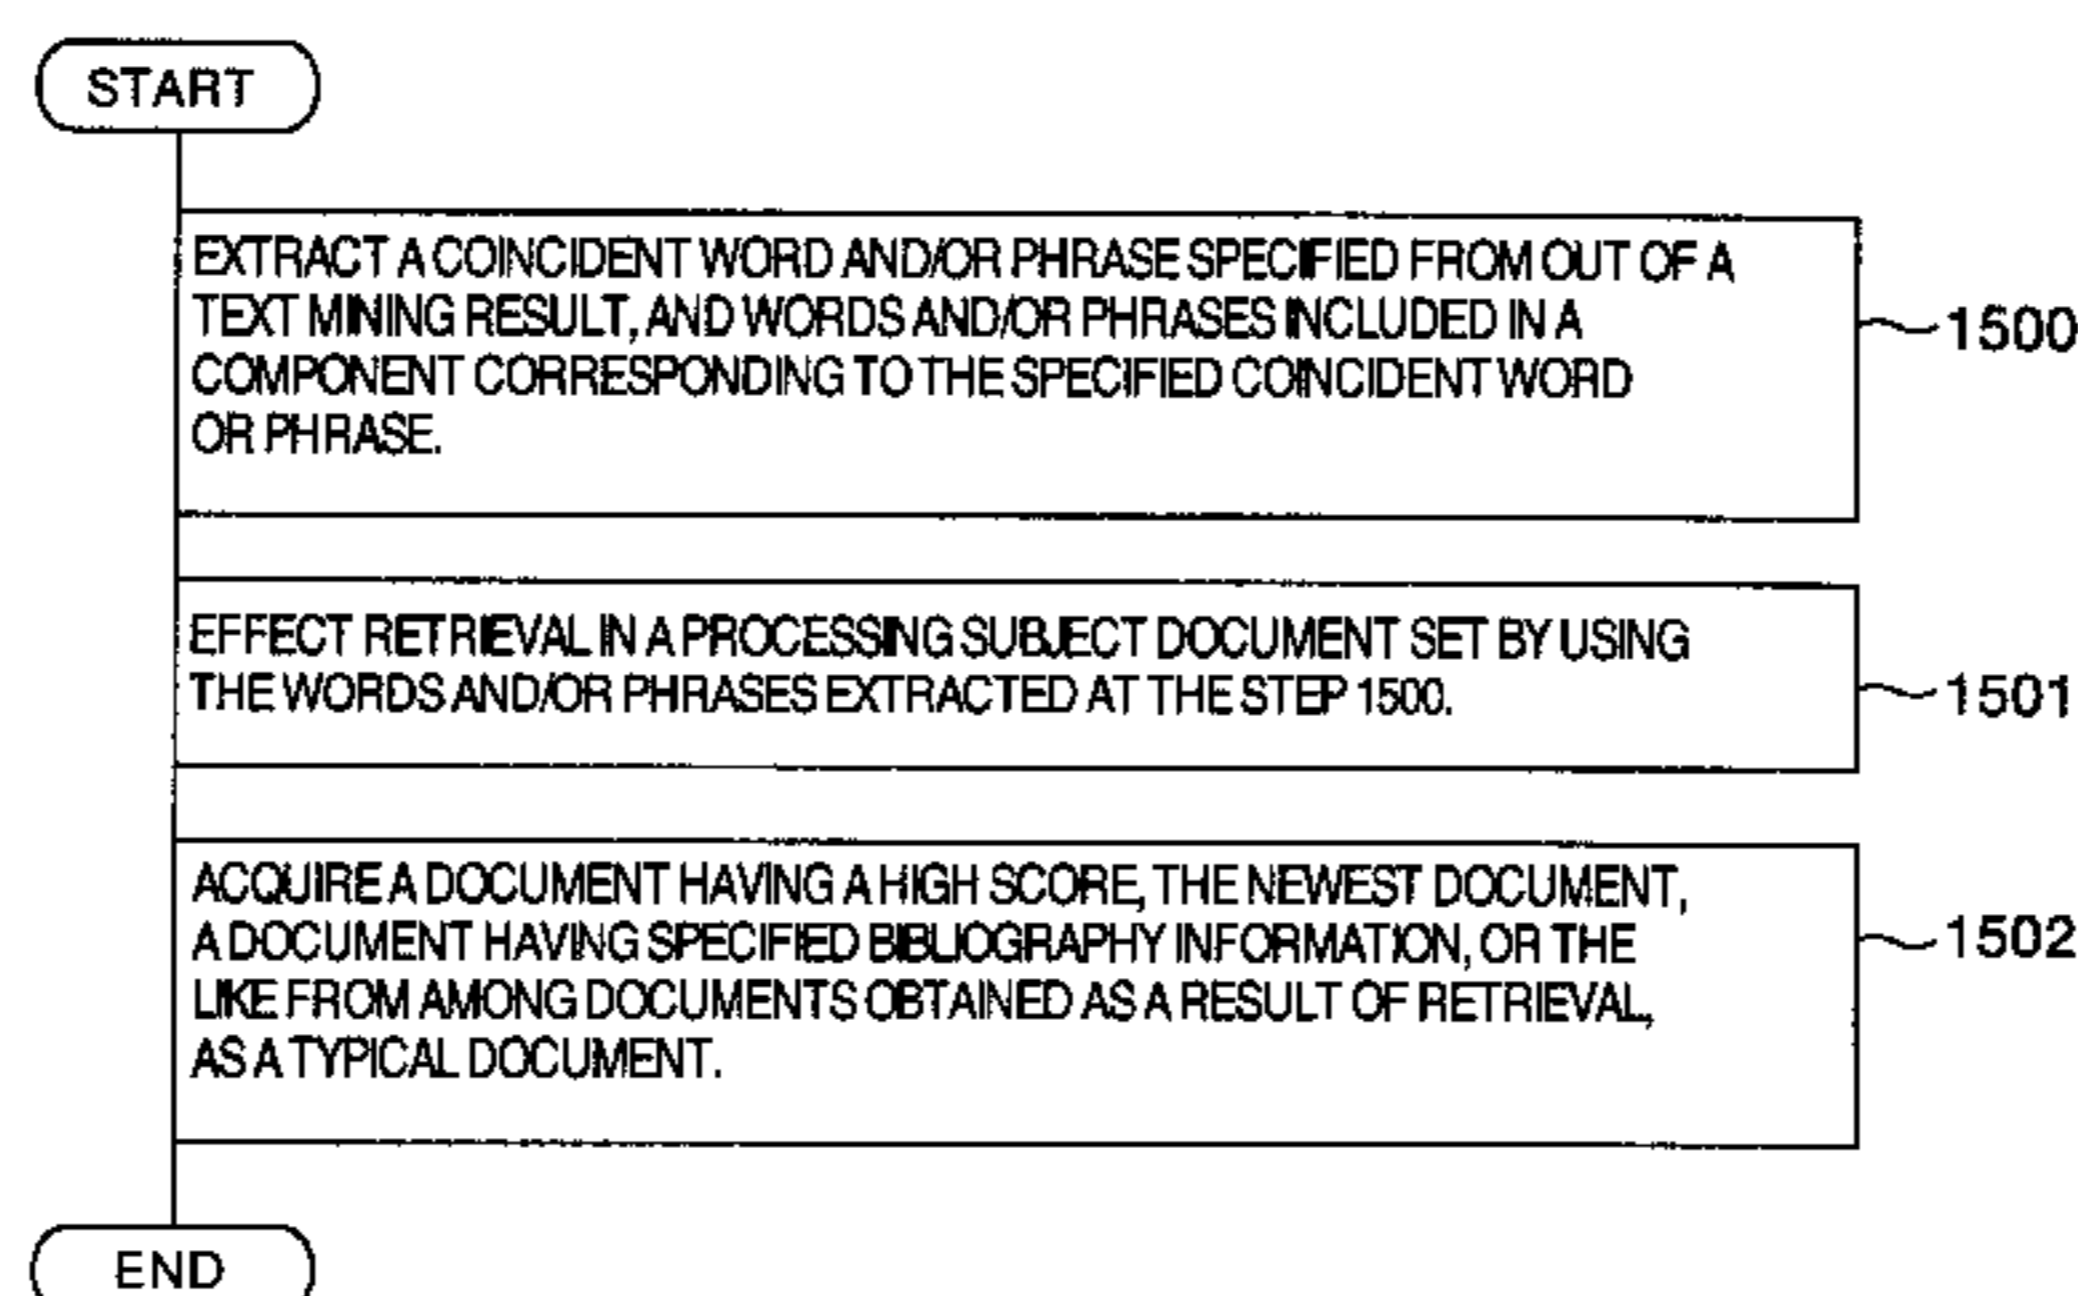 START
EXTRACT A COINCIDENT WORD AND/OR PHRASE SPECIFIED FROM OUT OF A
TEXT MINING RESULT, AND WORDS AND/OR PHRASES INCLUDED IN A
COMPONENT CORRESPONDING TO THE SPECIFIED COINCIDENT WORD
OR PHRASE.
1500
EFFECT RETRIEVAL IN A PROCESSING SUBJECT DOCUMENT SET BY USING
THE WORDS AND/OR PHRASES EXTRACTED AT THE STEP 1500.
1501
ACQUIRE A DOCUMENT HAVING A HIGH SCORE, THE NEWEST DOCUMENT,
A DOCUMENT HAVING SPECIFIED BIBLIOGRAPHY INFORMATION, OR THE
LIKE FROM AMONG DOCUMENTS OBTAINED AS A RESULT OF RETRIEVAL,
AS A TYPICAL DOCUMENT.
1502
END